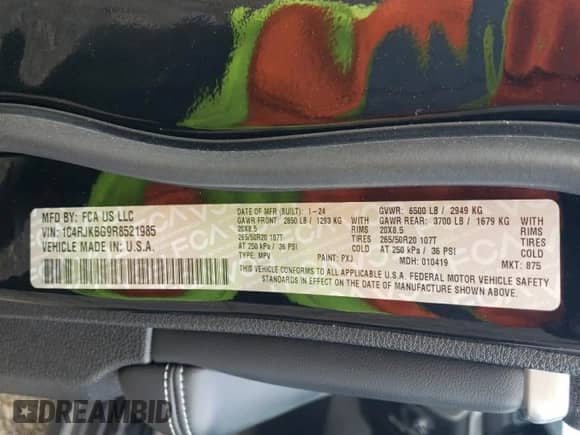 MFD BY: FCA US LLC
VIN: 1C4RJKBG9R8521985
VEHICLE MADE IN U.S.A.
DATE OF MFR (BUILT): 1-24
GAWR FRONT: 2850 LB / 1293 KG
20X8.5
265/50R20 107T
AT 250 kPa / 36 PSI
TYPE: MPV
WITH
RIMS
TIRES
COLD
PAINT: PXJ
GVWR: 6500 LB / 2949 KG
GAWR REAR: 3700 LB / 1679 KG
20X8.5
265/50R20 107T
AT 250 kPa / 36 PSI
MDH: 010419
WITH
RIMS
TIRES
COLD
MKT: 875
THIS VEHICLE CONFORMS TO ALL APPLICABLE U.S.A. FEDERAL MOTOR VEHICLE SAFETY
STANDARDS IN EFFECT ON THE DATE OF MANUFACTURE SHOWN ABOVE.
DREAMBID